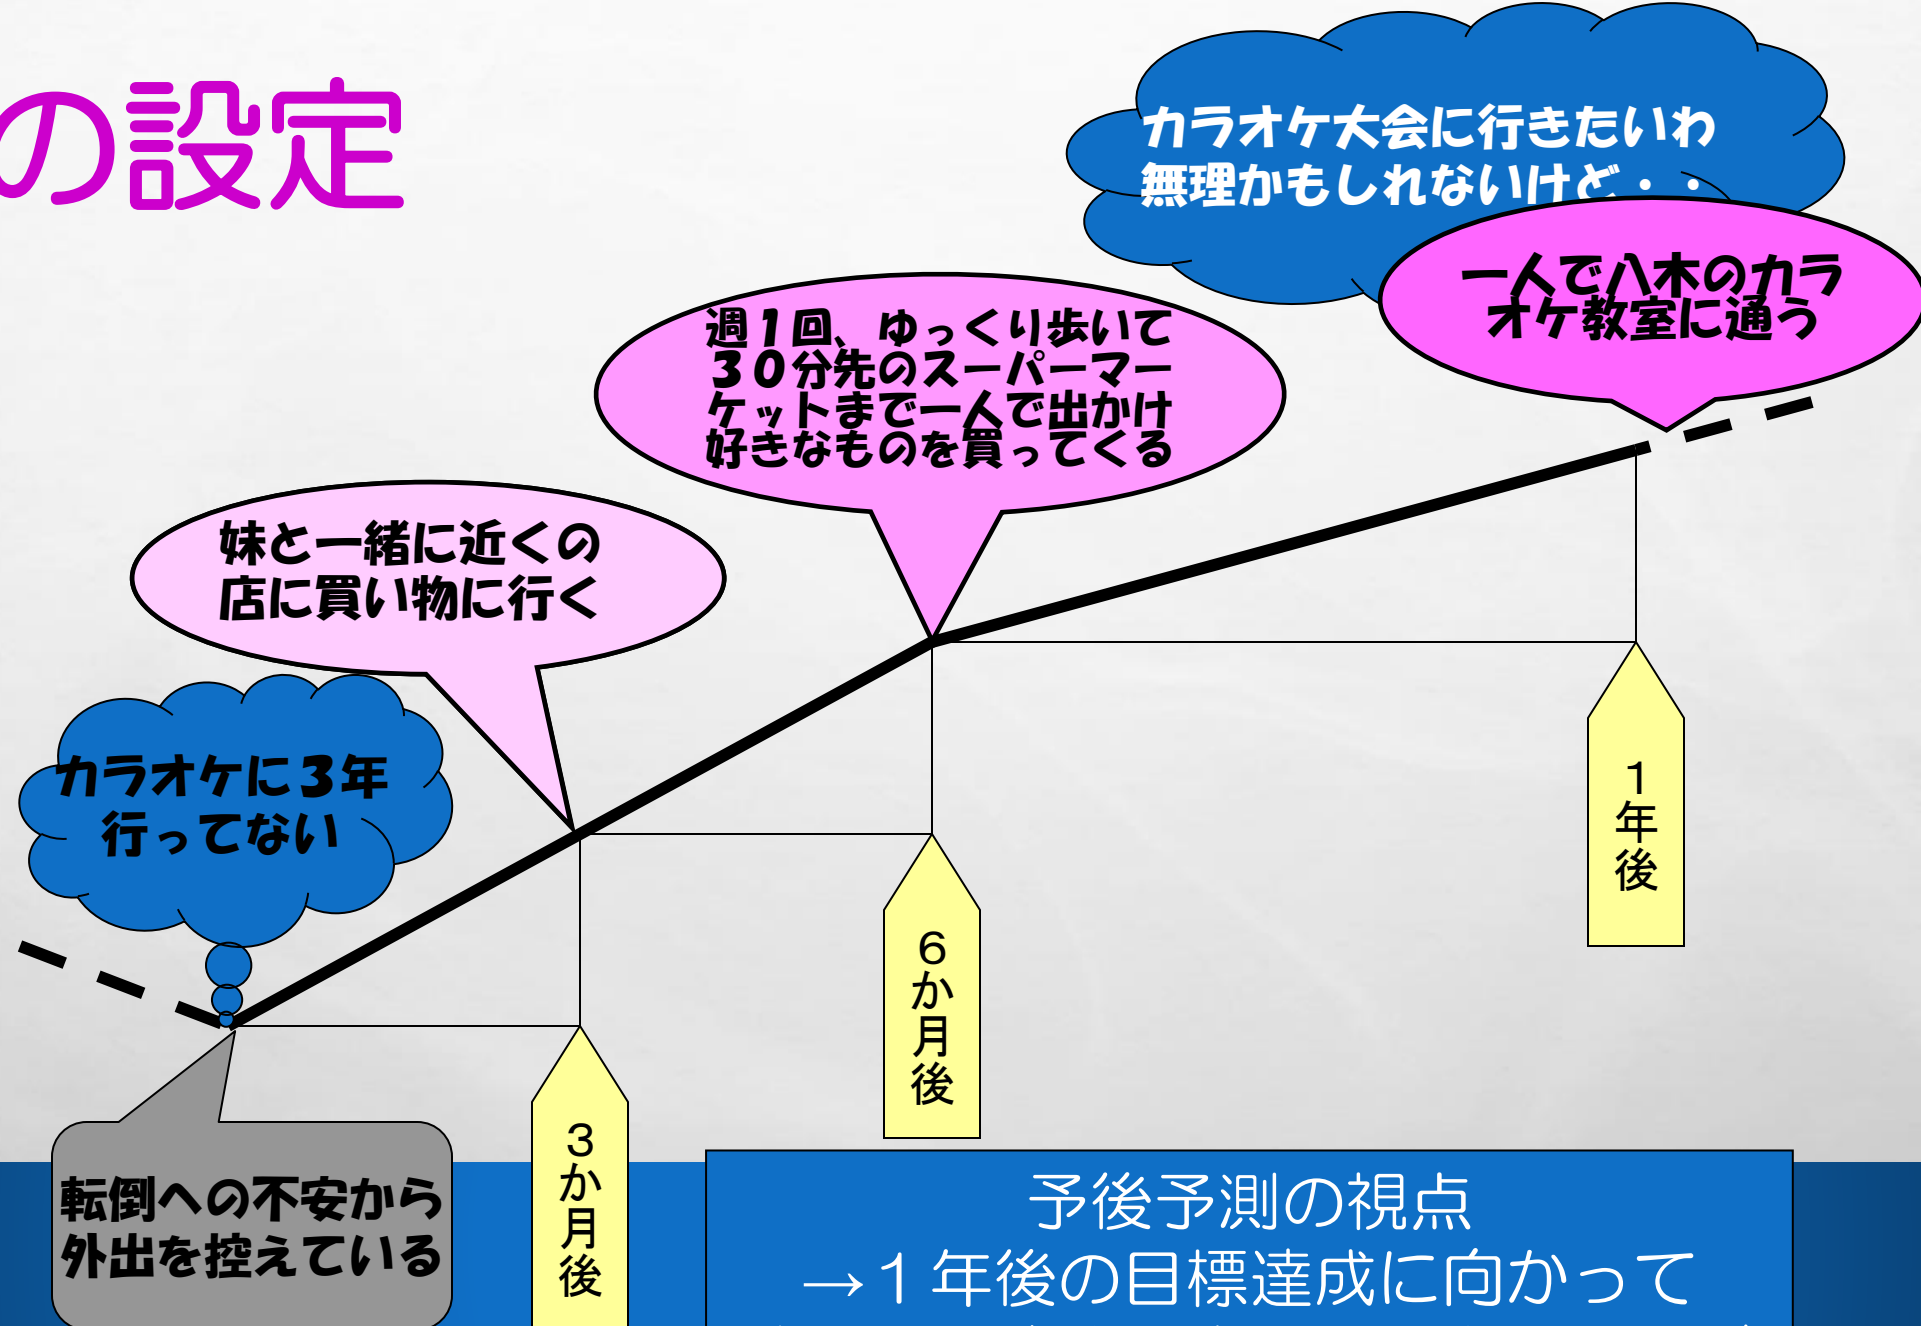 の設定
カラオケ大会に行きたいわ
無理かもしれないけど・・
一人で八木のカラ
オケ教室に通う
週１回、ゆっくり歩いて
３０分先のスーパーマー
ケットまで一人で出かけ
好きなものを買ってくる
妹と一緒に近くの
店に買い物に行く
カラオケに３年
行ってない
転倒への不安から
外出を控えている
３か月後
６か月後
１年後
予後予測の視点
→１年後の目標達成に向かって